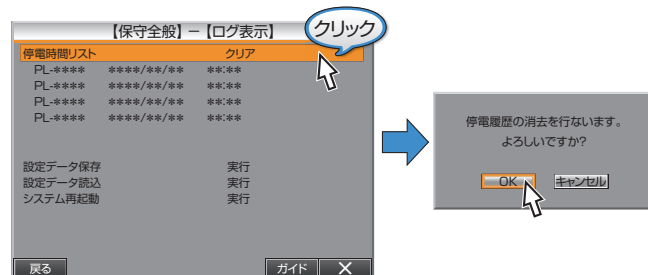 【保守全般】－【ログ表示】
クリック
停電時間リスト クリア
PL-**** ****/**/** **:**
PL-**** ****/**/** **:**
PL-**** ****/**/** **:**
PL-**** ****/**/** **:**
設定データ保存 実行
設定データ読込 実行
システム再起動 実行
戻る ガイド ×
停電履歴の消去を行ないます。
よろしいですか?
OK キャンセル